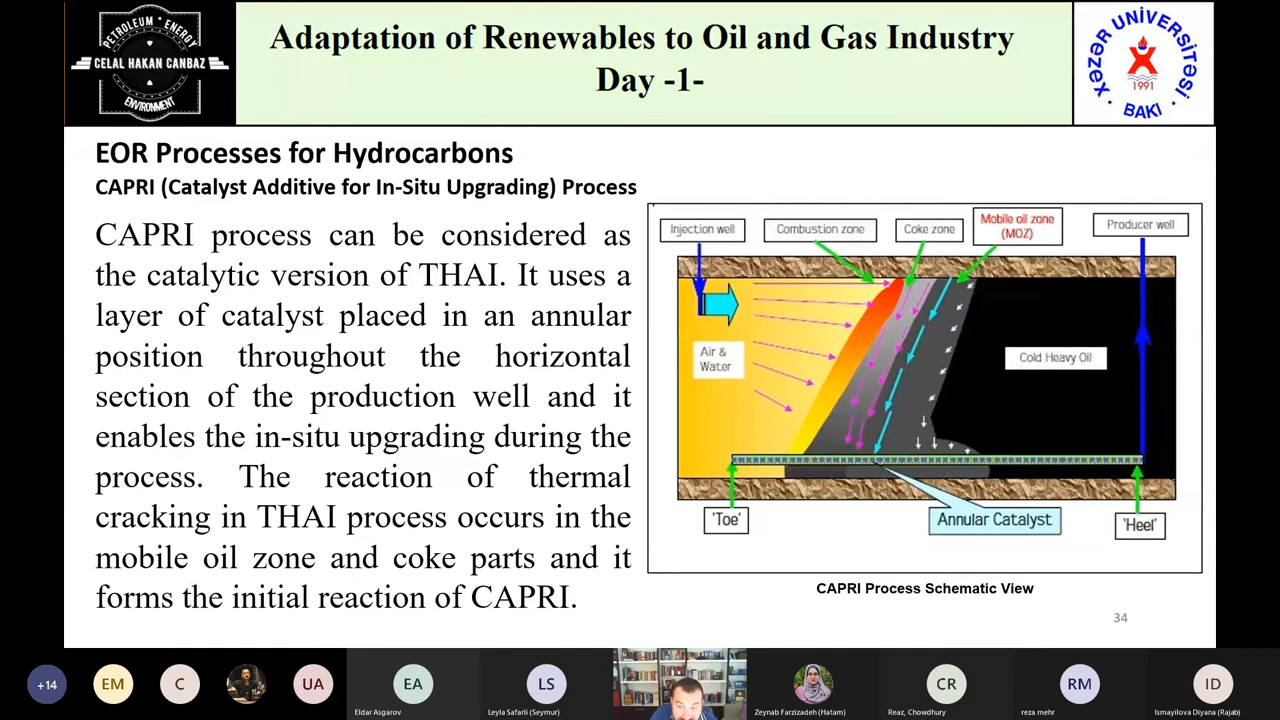 PETROLEUM * ENERGY
CELAL HAKAN CANBAZ
ENVIRONMENT
Adaptation of Renewables to Oil and Gas Industry
Day -1-
XƏZƏR UNİVERSİTƏSİ
1991
BAKI
EOR Processes for Hydrocarbons
CAPRI (Catalyst Additive for In-Situ Upgrading) Process
CAPRI process can be considered as
the catalytic version of THAI. It uses a
layer of catalyst placed in an annular
position throughout the horizontal
section of the production well and it
enables the in-situ upgrading during the
process. The reaction of thermal
cracking in THAI process occurs in the
mobile oil zone and coke parts and it
forms the initial reaction of CAPRI.
Injection well
Combustion zone
Coke zone
Mobile oil zone
(MOZ)
Producer well
Air &
Water
Cold Heavy Oil
'Toe'
Annular Catalyst
'Heel'
CAPRI Process Schematic View
34
+14
EM
C
UA
EA
LS
CR
RM
ID
Eldar Asgarov
Leyla Safarli (Seymur)
Zeynab Farzizadeh (Hatam)
Reaz, Chowdhury
reza mehr
Ismayilova Diyana (Rajab)